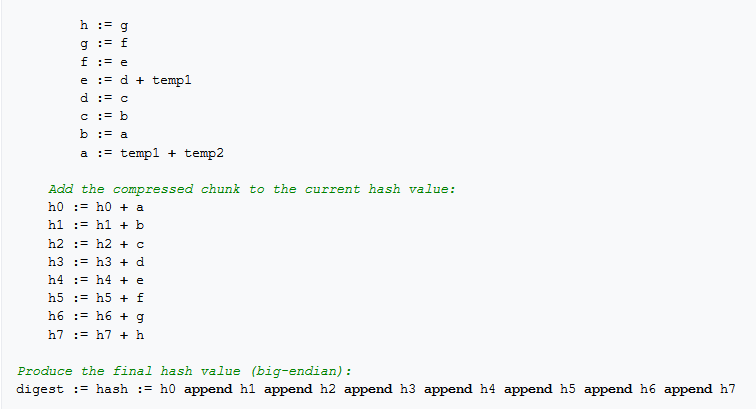 h := g
g := f
f := e
e := d + temp1
d := c
c := b
b := a
a := temp1 + temp2
Add the compressed chunk to the current hash value:
h0 := h0 + a
h1 := h1 + b
h2 := h2 + c
h3 := h3 + d
h4 := h4 + e
h5 := h5 + f
h6 := h6 + g
h7 := h7 + h
Produce the final hash value (big-endian):
digest := hash := h0 append h1 append h2 append h3 append h4 append h5 append h6 append h7